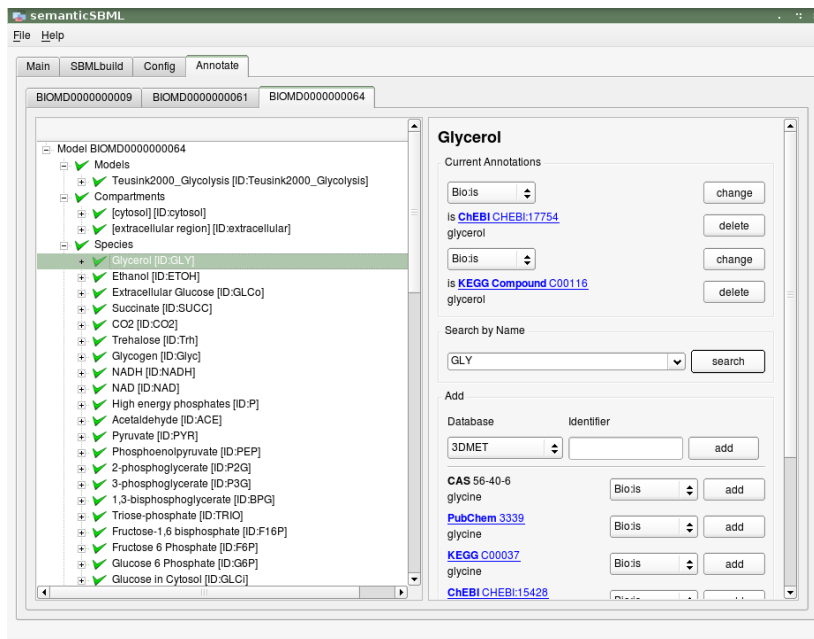 semanticSBML
File Help
Main SBMLbuild Config Annotate
BIOMD0000000009 BIOMD0000000061 BIOMD0000000064
Model BIOMD0000000064
Models
Teusink2000_Glycolysis [ID:Teusink2000_Glycolysis]
Compartments
[cytosol] [ID:cytosol]
[extracellular region] [ID:extracellular]
Species
Glycerol [ID:GLY]
Ethanol [ID:ETOH]
Extracellular Glucose [ID:GLCo]
Succinate [ID:SUCC]
CO2 [ID:CO2]
Trehalose [ID:Trh]
Glycogen [ID:Glyc]
NADH [ID:NADH]
NAD [ID:NAD]
High energy phosphates [ID:P]
Acetaldehyde [ID:ACE]
Pyruvate [ID:PYR]
Phosphoenolpyruvate [ID:PEP]
2-phosphoglycerate [ID:P2G]
3-phosphoglycerate [ID:P3G]
1,3-bisphosphoglycerate [ID:BPG]
Triose-phosphate [ID:TRIO]
Fructose-1,6 bisphosphate [ID:F16P]
Fructose 6 Phosphate [ID:F6P]
Glucose 6 Phosphate [ID:G6P]
Glucose in Cytosol [ID:GLCi]
Glycerol
Current Annotations
Bio:is change
is ChEBI CHEBI:17754 delete
glycerol
Bio:is change
is KEGG Compound C00116 delete
glycerol
Search by Name
GLY search
Add
Database Identifier
3DMET add
CAS 56-40-6 Bio:is add
glycine
PubChem 3339 Bio:is add
glycine
KEGG C00037 Bio:is add
glycine
ChEBI CHEBI:15428